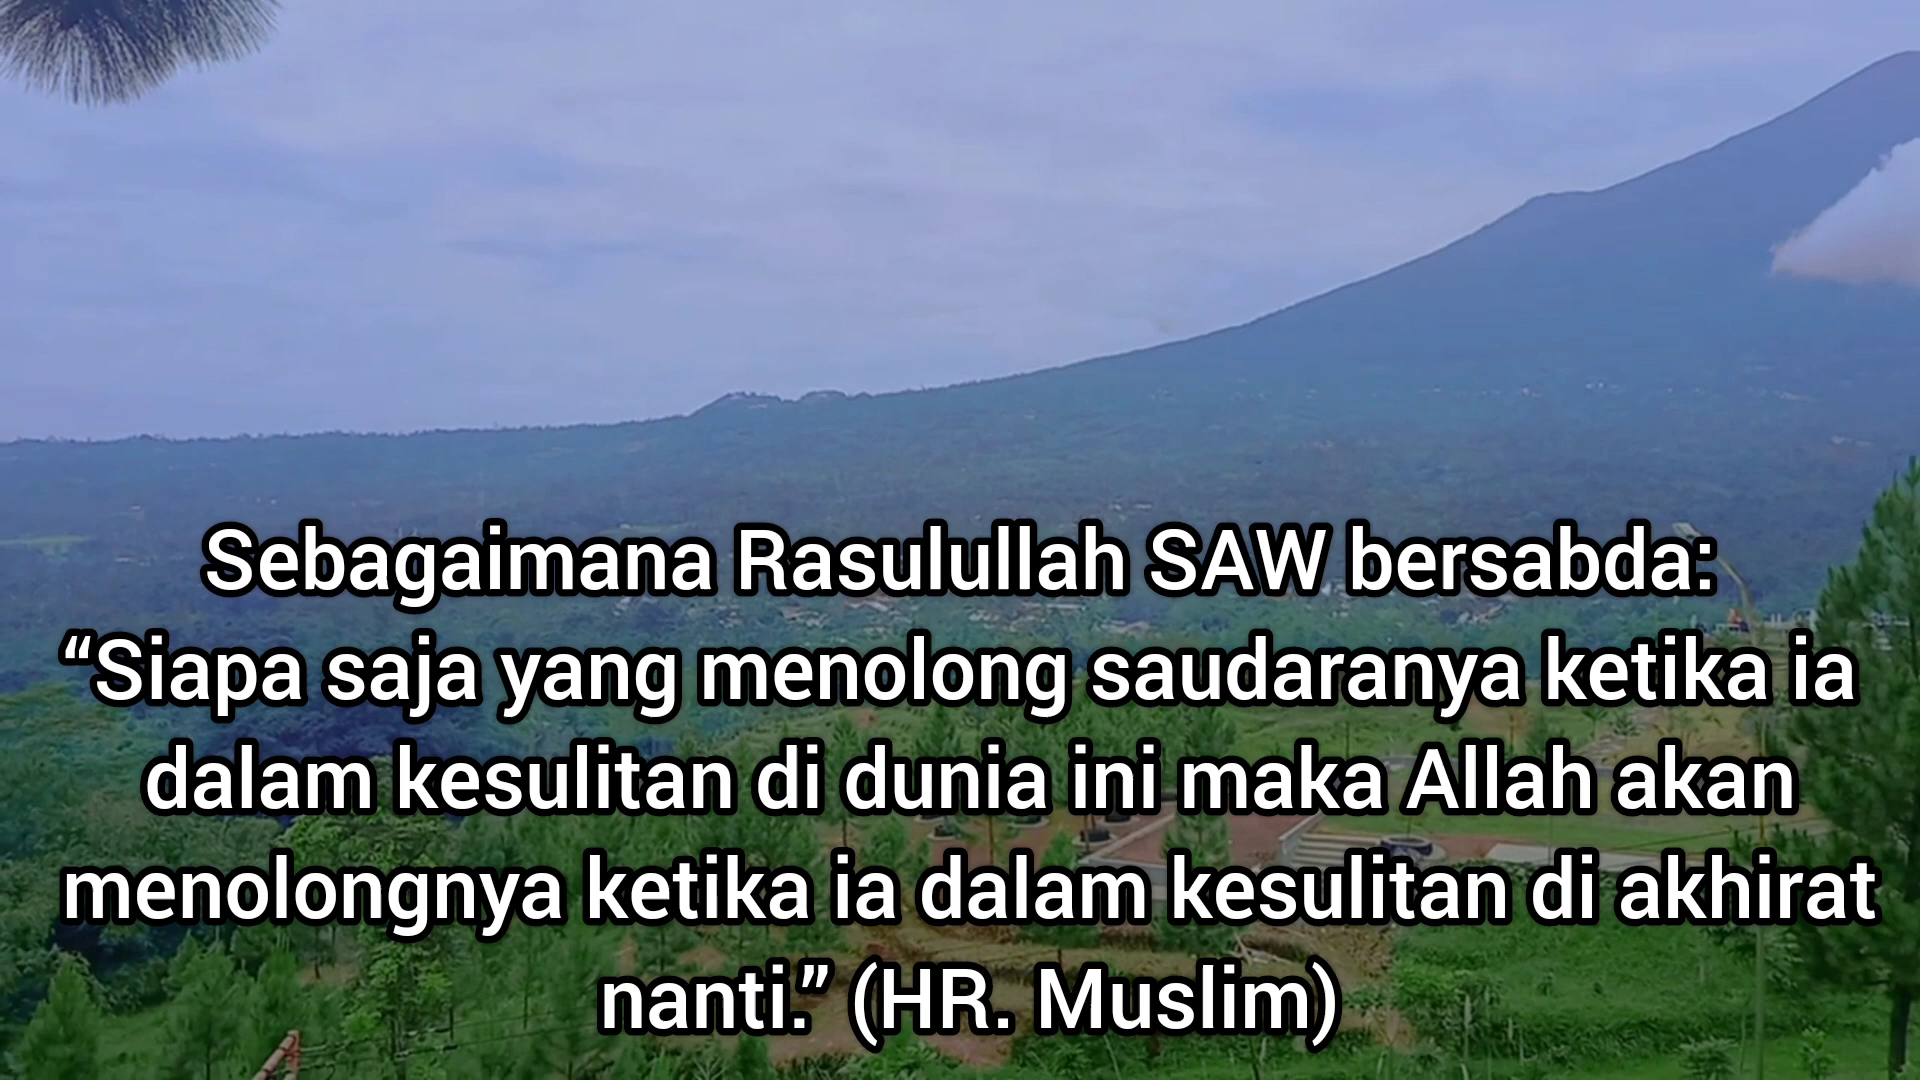 Sebagaimana Rasulullah SAW bersabda:
“Siapa saja yang menolong saudaranya ketika ia
dalam kesulitan di dunia ini maka Allah akan
menolongnya ketika ia dalam kesulitan di akhirat
nanti.” (HR. Muslim)